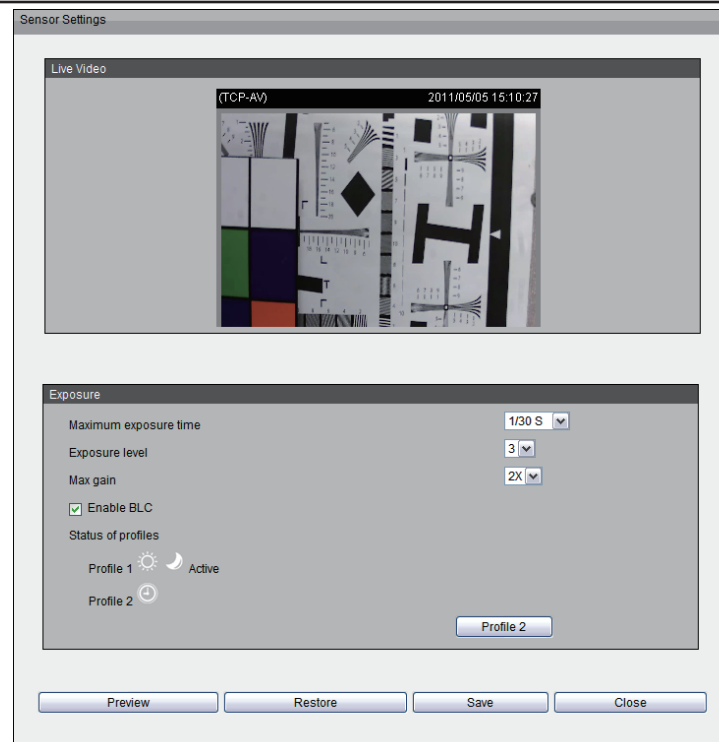 Sensor Settings
Live Video
(TCP-AV) 2011/05/05 15:10:27
Exposure
Maximum exposure time 1/30 S
Exposure level 3
Max gain 2X
Enable BLC
Status of profiles
Profile 1 Active
Profile 2
Profile 2
Preview Restore Save Close